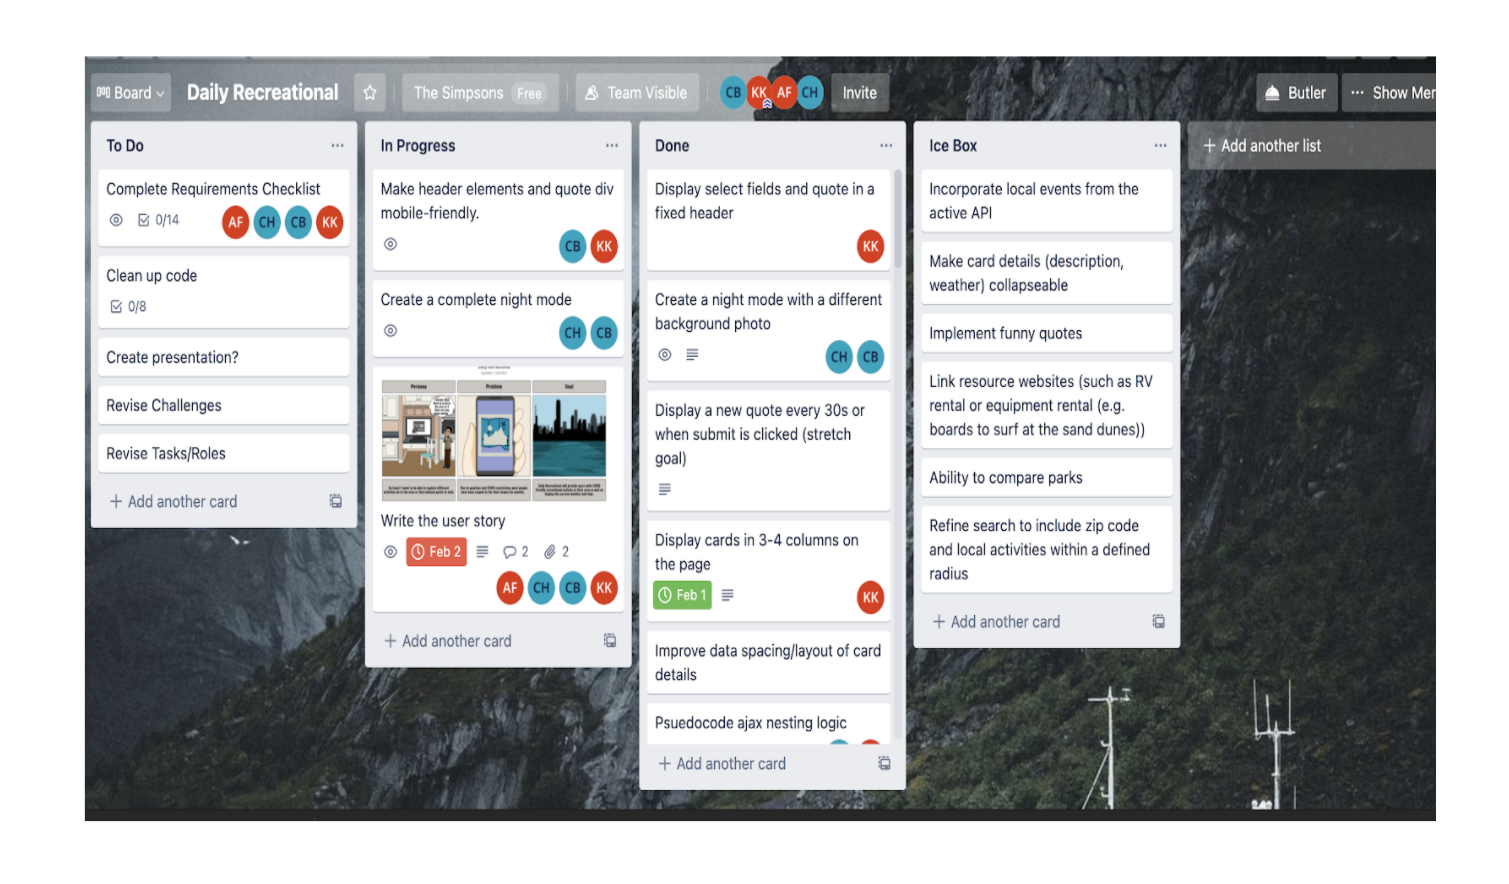 Board
Daily Recreational
The Simpsons Free
Team Visible
CB KK AF CH
Invite
Butler
··· Show Mer
To Do
Complete Requirements Checklist
0/14
AF CH CB KK
Clean up code
0/8
Create presentation?
Revise Challenges
Revise Tasks/Roles
+ Add another card
In Progress
Make header elements and quote div
mobile-friendly.
CB KK
Create a complete night mode
CH CB
Persona Problem Goal
Write the user story
Feb 2
2
2
AF CH CB KK
+ Add another card
Done
Display select fields and quote in a
fixed header
KK
Create a night mode with a different
background photo
CH CB
Display a new quote every 30s or
when submit is clicked (stretch
goal)
Display cards in 3-4 columns on
the page
Feb 1
KK
Improve data spacing/layout of card
details
Psuedocode ajax nesting logic
+ Add another card
Ice Box
Incorporate local events from the
active API
Make card details (description,
weather) collapseable
Implement funny quotes
Link resource websites (such as RV
rental or equipment rental (e.g.
boards to surf at the sand dunes))
Ability to compare parks
Refine search to include zip code
and local activities within a defined
radius
+ Add another card
+ Add another list